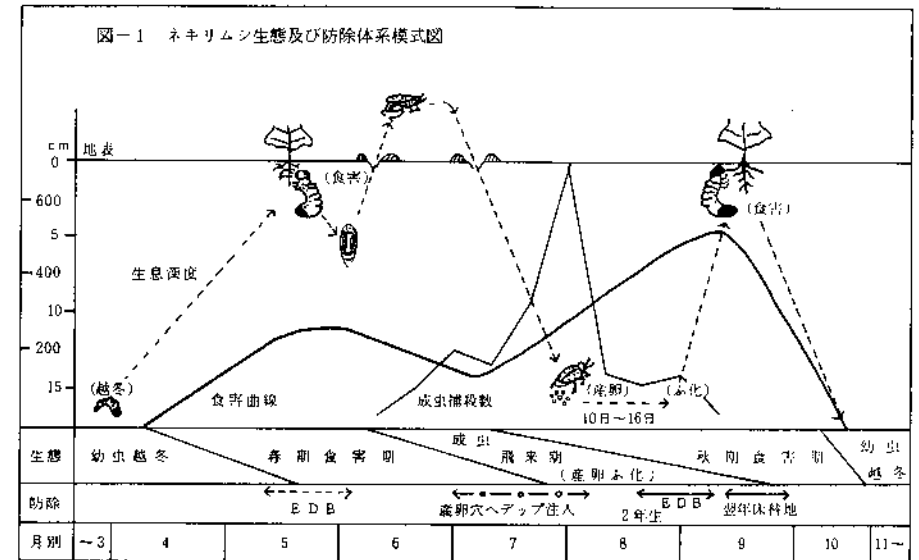 図-1 ネキリムシ生態及び防除体系模式図
cm
地表
0
600
5
400
10
200
15
(食害)
(食害)
生息深度
(越冬)
食害曲線
成虫捕殺数
(産卵)
(ふ化)
10日~16日
生態
幼虫越冬
春期食害期
成虫
飛来期
(産卵ふ化)
秋期食害期
幼虫
越冬
防除
EDB
産卵穴へデップ注入
2年生
EDB
翌年床替地
月別
~3
4
5
6
7
8
9
10
11~